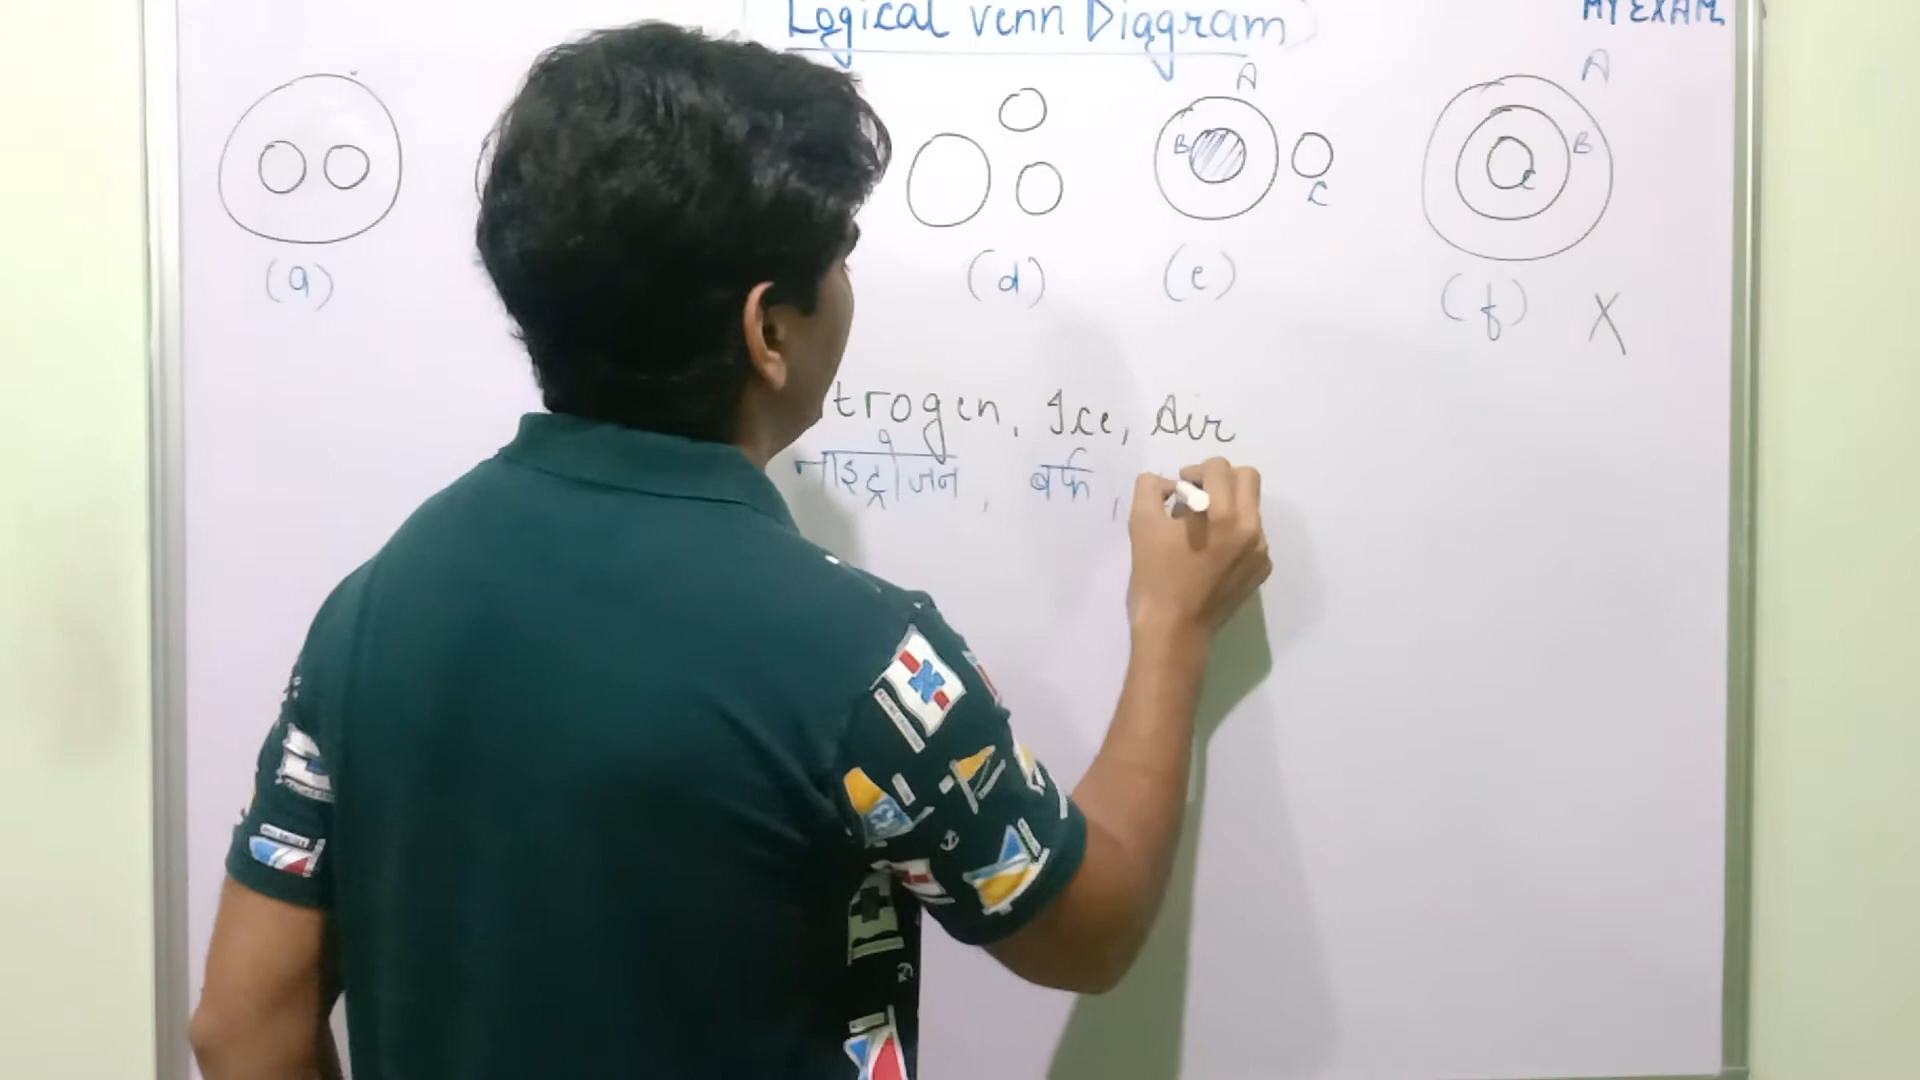 Logical Venn Diagram
MY EXAM
A
A
B
B
C
C
(a)
(d)
(e)
(f)
X
trogen, Ice, Air
नाइट्रोजन, बर्फ,